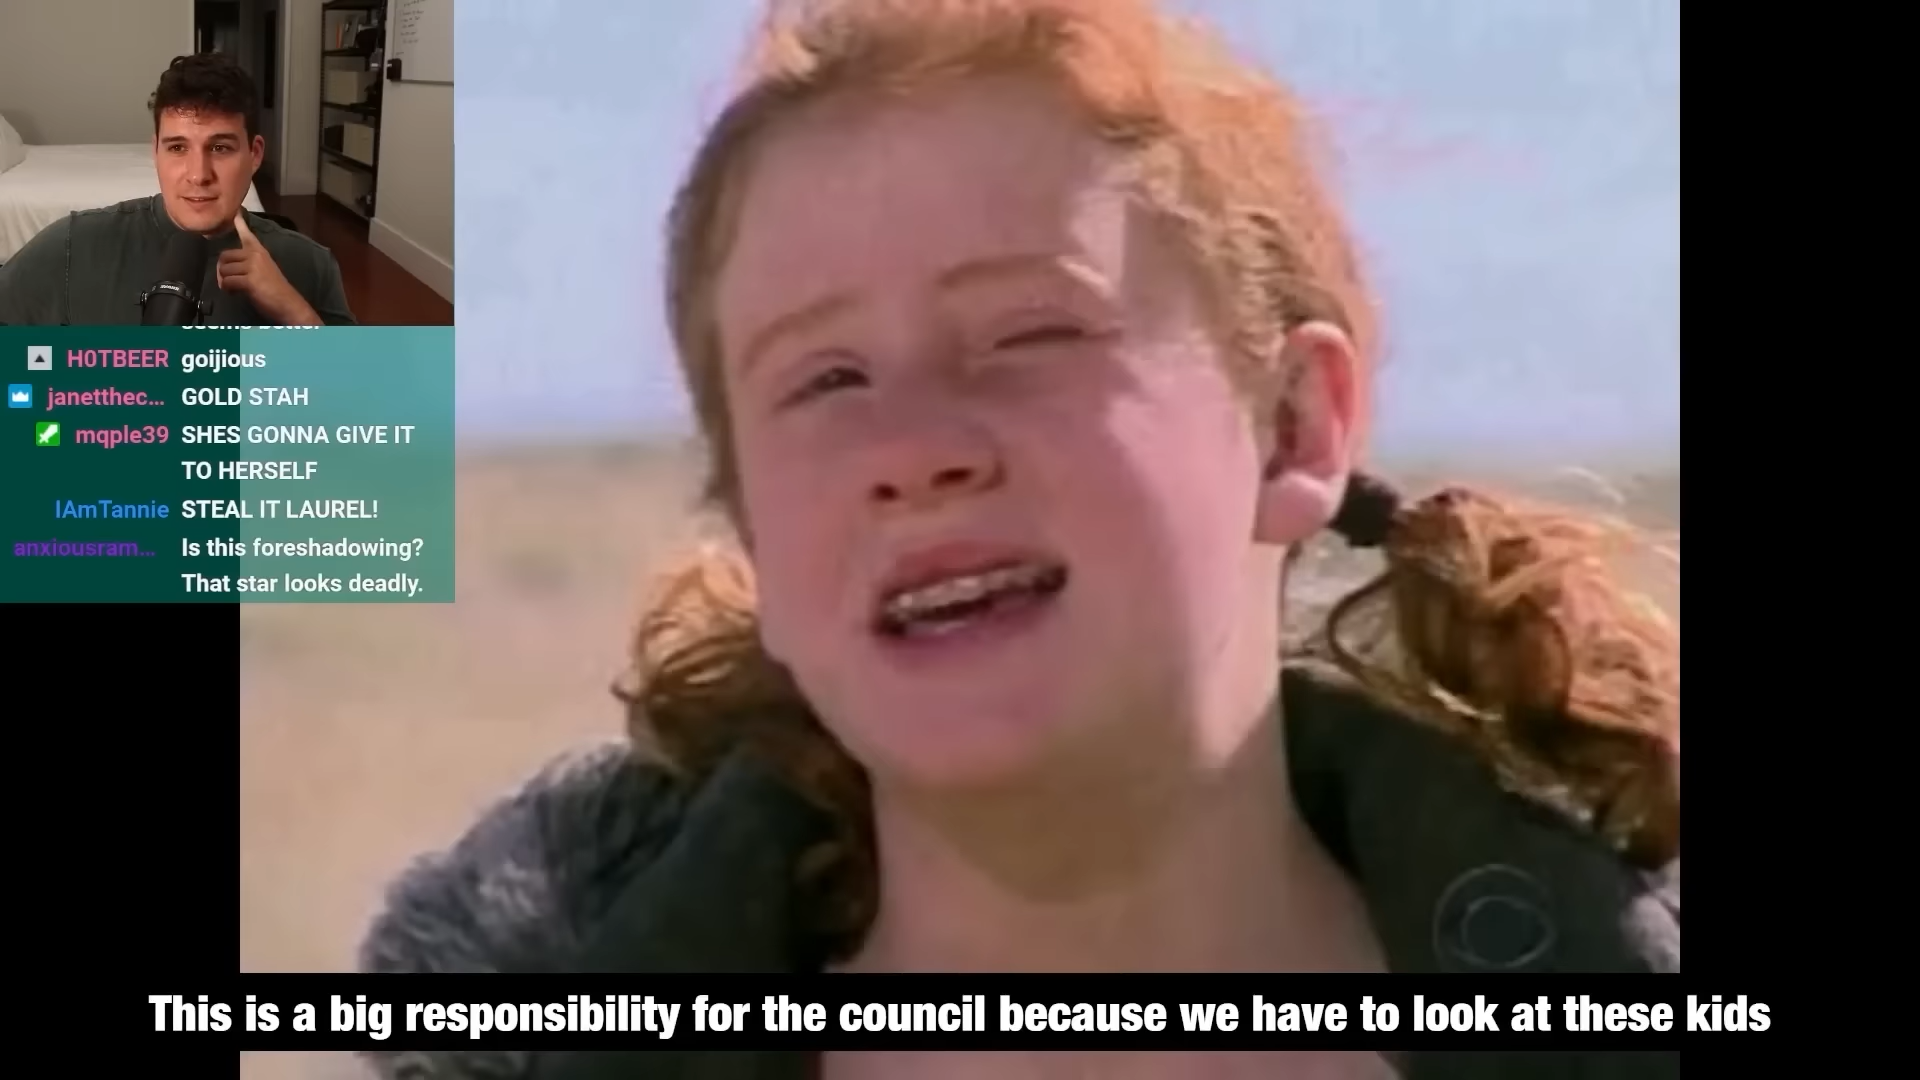 seems better
H0TBEER goijious
janetthec... GOLD STAH
mqple39 SHES GONNA GIVE IT
TO HERSELF
IAmTannie STEAL IT LAUREL!
anxiousram... Is this foreshadowing?
That star looks deadly.
This is a big responsibility for the council because we have to look at these kids